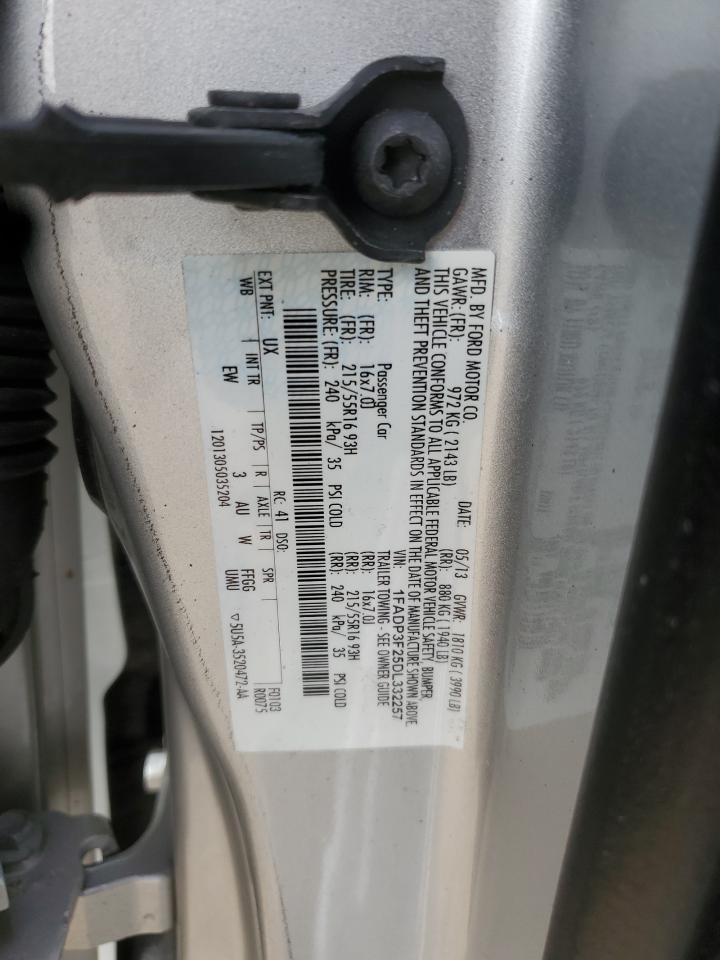 MFD. BY FORD MOTOR CO.
DATE: 05/13 GVWR: 1810 KG ( 3990 LB)
GAWR: (FR): 972 KG ( 2143 LB) (RR): 880 KG ( 1940 LB)
THIS VEHICLE CONFORMS TO ALL APPLICABLE FEDERAL MOTOR VEHICLE SAFETY, BUMPER,
AND THEFT PREVENTION STANDARDS IN EFFECT ON THE DATE OF MANUFACTURE SHOWN ABOVE
VIN: 1FADP3F25DL332257
TYPE: Passenger Car TRAILER TOWING - SEE OWNER GUIDE
RIM: (FR): 16x7.0J (RR): 16x7.0J
TIRE: (FR): 215/55R16 93H (RR): 215/55R16 93H
PRESSURE: (FR): 240 kPa/ 35 PSI COLD (RR): 240 kPa/ 35 PSI COLD
RC: 41 DSO: F0103
EXT PNT: UX R0075
WB INT TR TP/PS R AXLE TR SPR
EW 3 AU W FFGG
UMU
1201305035204 ▽ 5U5A-3520472-AA